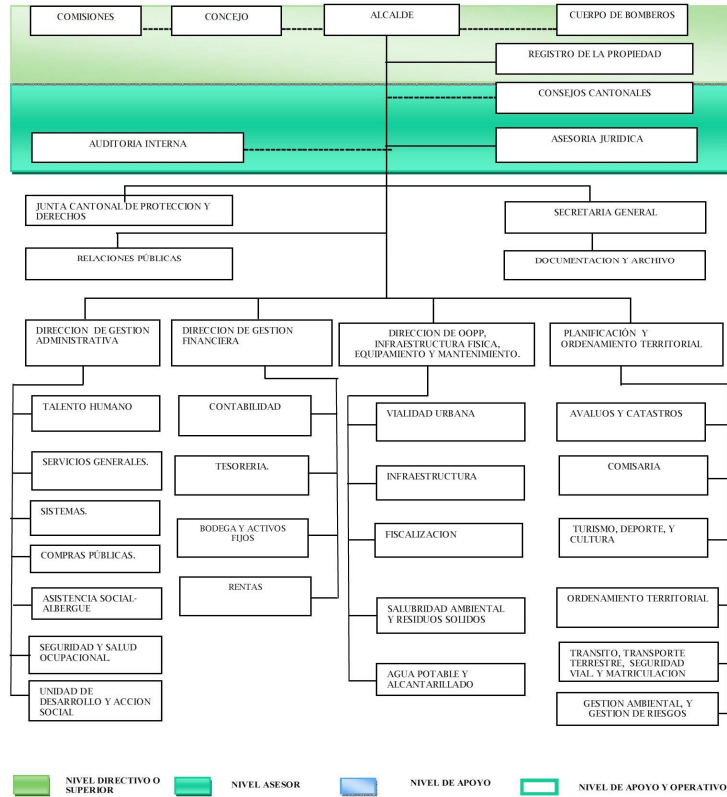 COMISIONES
CONCEJO
ALCALDE
CUERPO DE BOMBEROS
REGISTRO DE LA PROPIEDAD
CONSEJOS CANTONALES
AUDITORIA INTERNA
ASESORIA JURIDICA
JUNTA CANTONAL DE PROTECCION Y
DERECHOS
SECRETARIA GENERAL
RELACIONES PÚBLICAS
DOCUMENTACION Y ARCHIVO
DIRECCION DE GESTION
ADMINISTRATIVA
DIRECCION DE GESTION
FINANCIERA
DIRECCION DE OOPP,
INFRAESTRUCTURA FISICA,
EQUIPAMIENTO Y MANTENIMIENTO.
PLANIFICACIÓN Y
ORDENAMIENTO TERRITORIAL
TALENTO HUMANO
SERVICIOS GENERALES.
SISTEMAS.
COMPRAS PÚBLICAS.
ASISTENCIA SOCIAL-
ALBERGUE
SEGURIDAD Y SALUD
OCUPACIONAL.
UNIDAD DE
DESARROLLO Y ACCION
SOCIAL
CONTABILIDAD
TESORERIA.
BODEGA Y ACTIVOS
FIJOS
RENTAS
VIALIDAD URBANA
INFRAESTRUCTURA
FISCALIZACION
SALUBRIDAD AMBIENTAL
Y RESIDUOS SOLIDOS
AGUA POTABLE Y
ALCANTARILLADO
AVALUOS Y CATASTROS
COMISARIA
TURISMO, DEPORTE, Y
CULTURA
ORDENAMIENTO TERRITORIAL
TRANSITO, TRANSPORTE
TERRESTRE, SEGURIDAD
VIAL. Y MATRICULACION
GESTION AMBIENTAL, Y
GESTION DE RIESGOS
NIVEL DIRECTIVO O
SUPERIOR
NIVEL ASESOR
NIVEL DE APOYO
NIVEL DE APOYO Y OPERATIVO